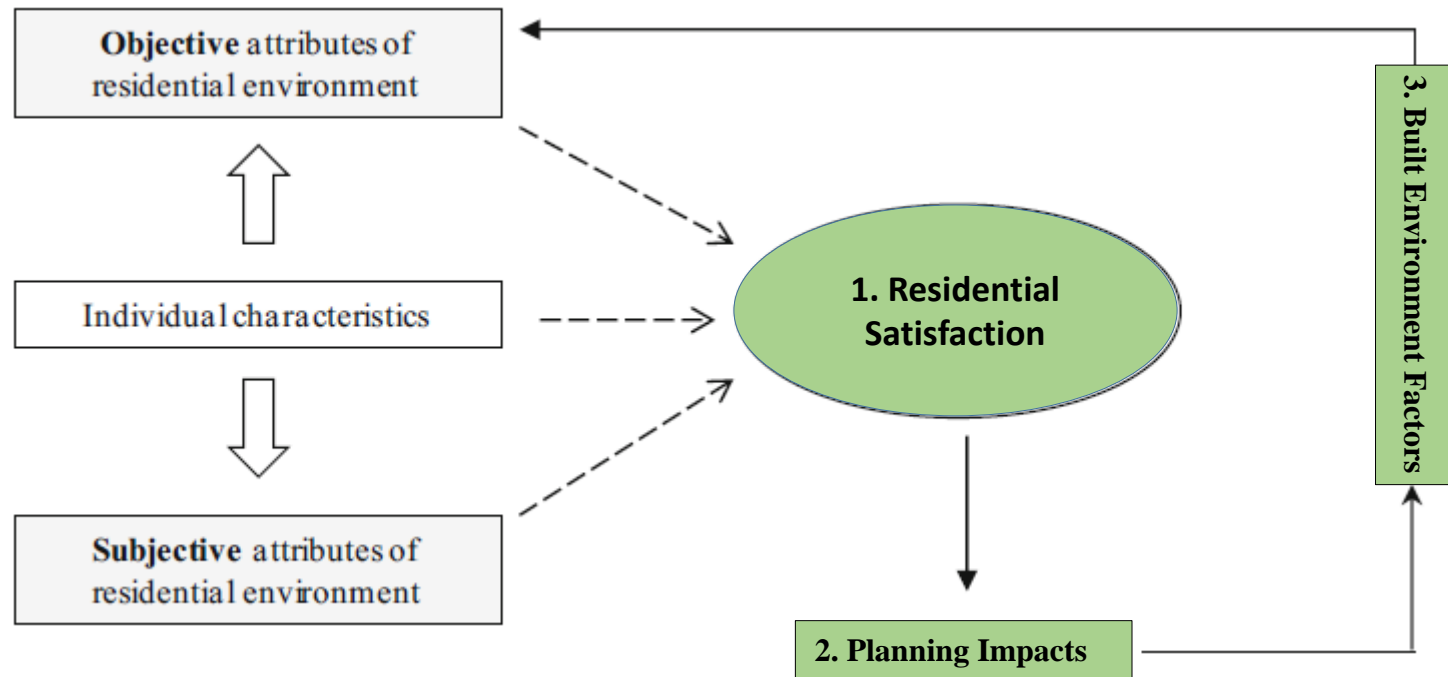 Objective attributes of
residential environment
Individual characteristics
Subjective attributes of
residential environment
1. Residential
Satisfaction
2. Planning Impacts
3. Built Environment Factors